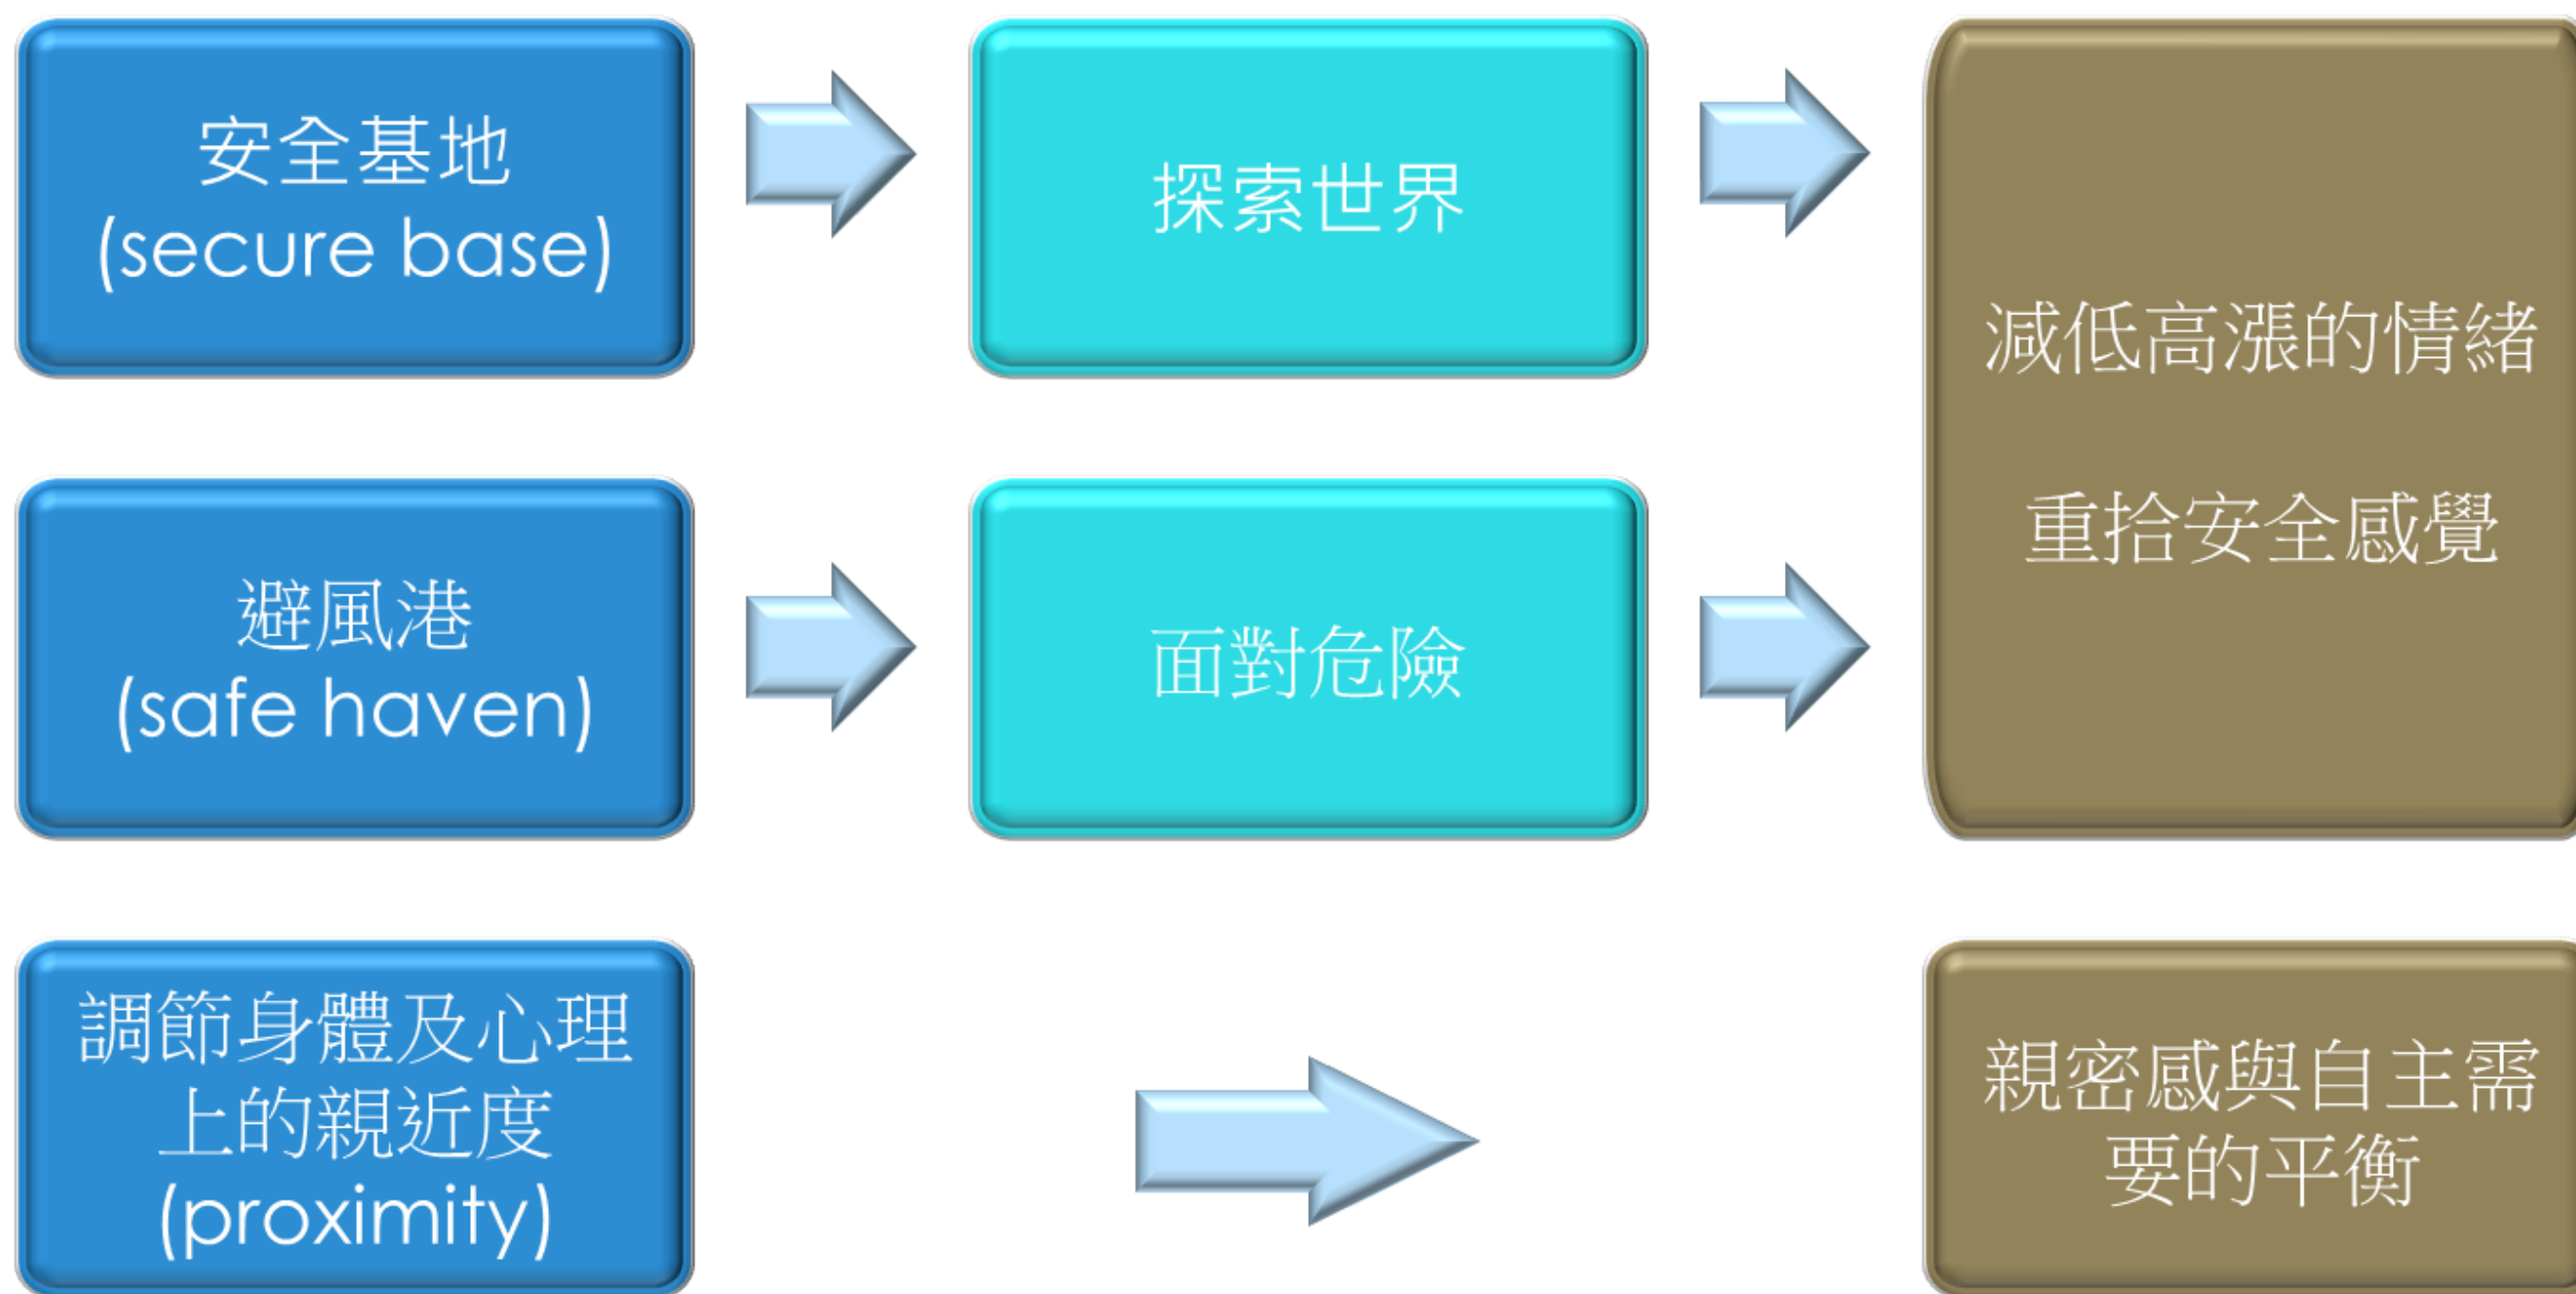 安全基地
(secure base)
探索世界
減低高漲的情緒
重拾安全感覺
避風港
(safe haven)
面對危險
調節身體及心理
上的親近度
(proximity)
親密感與自主需
要的平衡